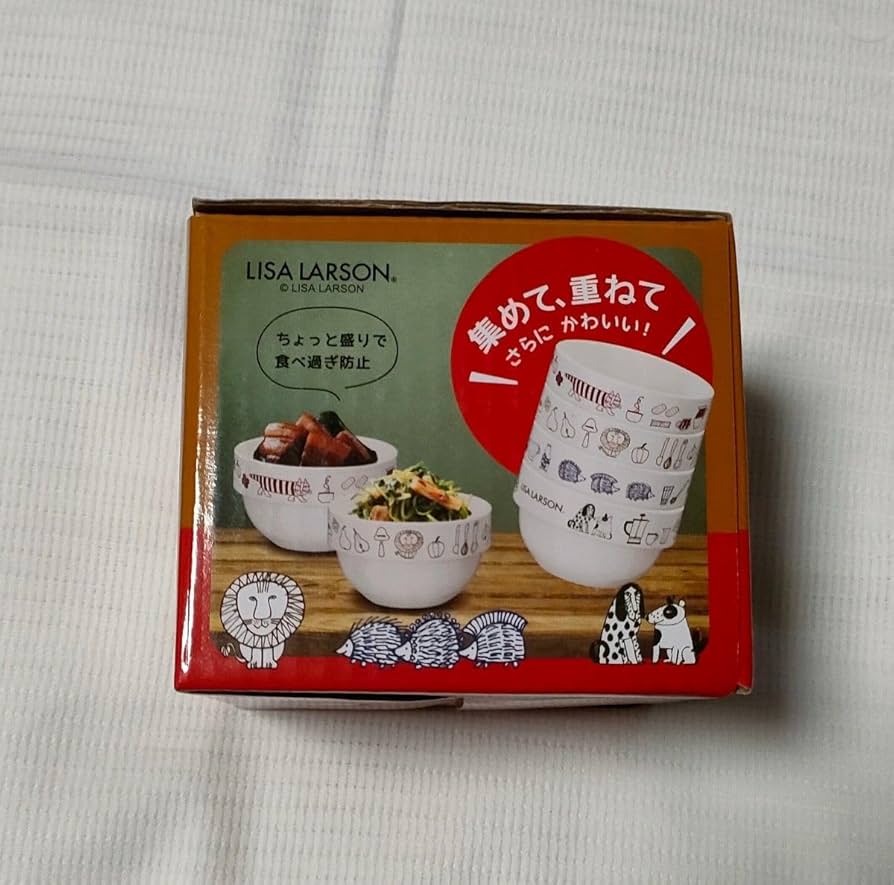 LISA LARSON®
© LISA LARSON
ちょっと盛りで
食べ過ぎ防止
集めて、重ねて
さらに かわいい!
LISA LARSON